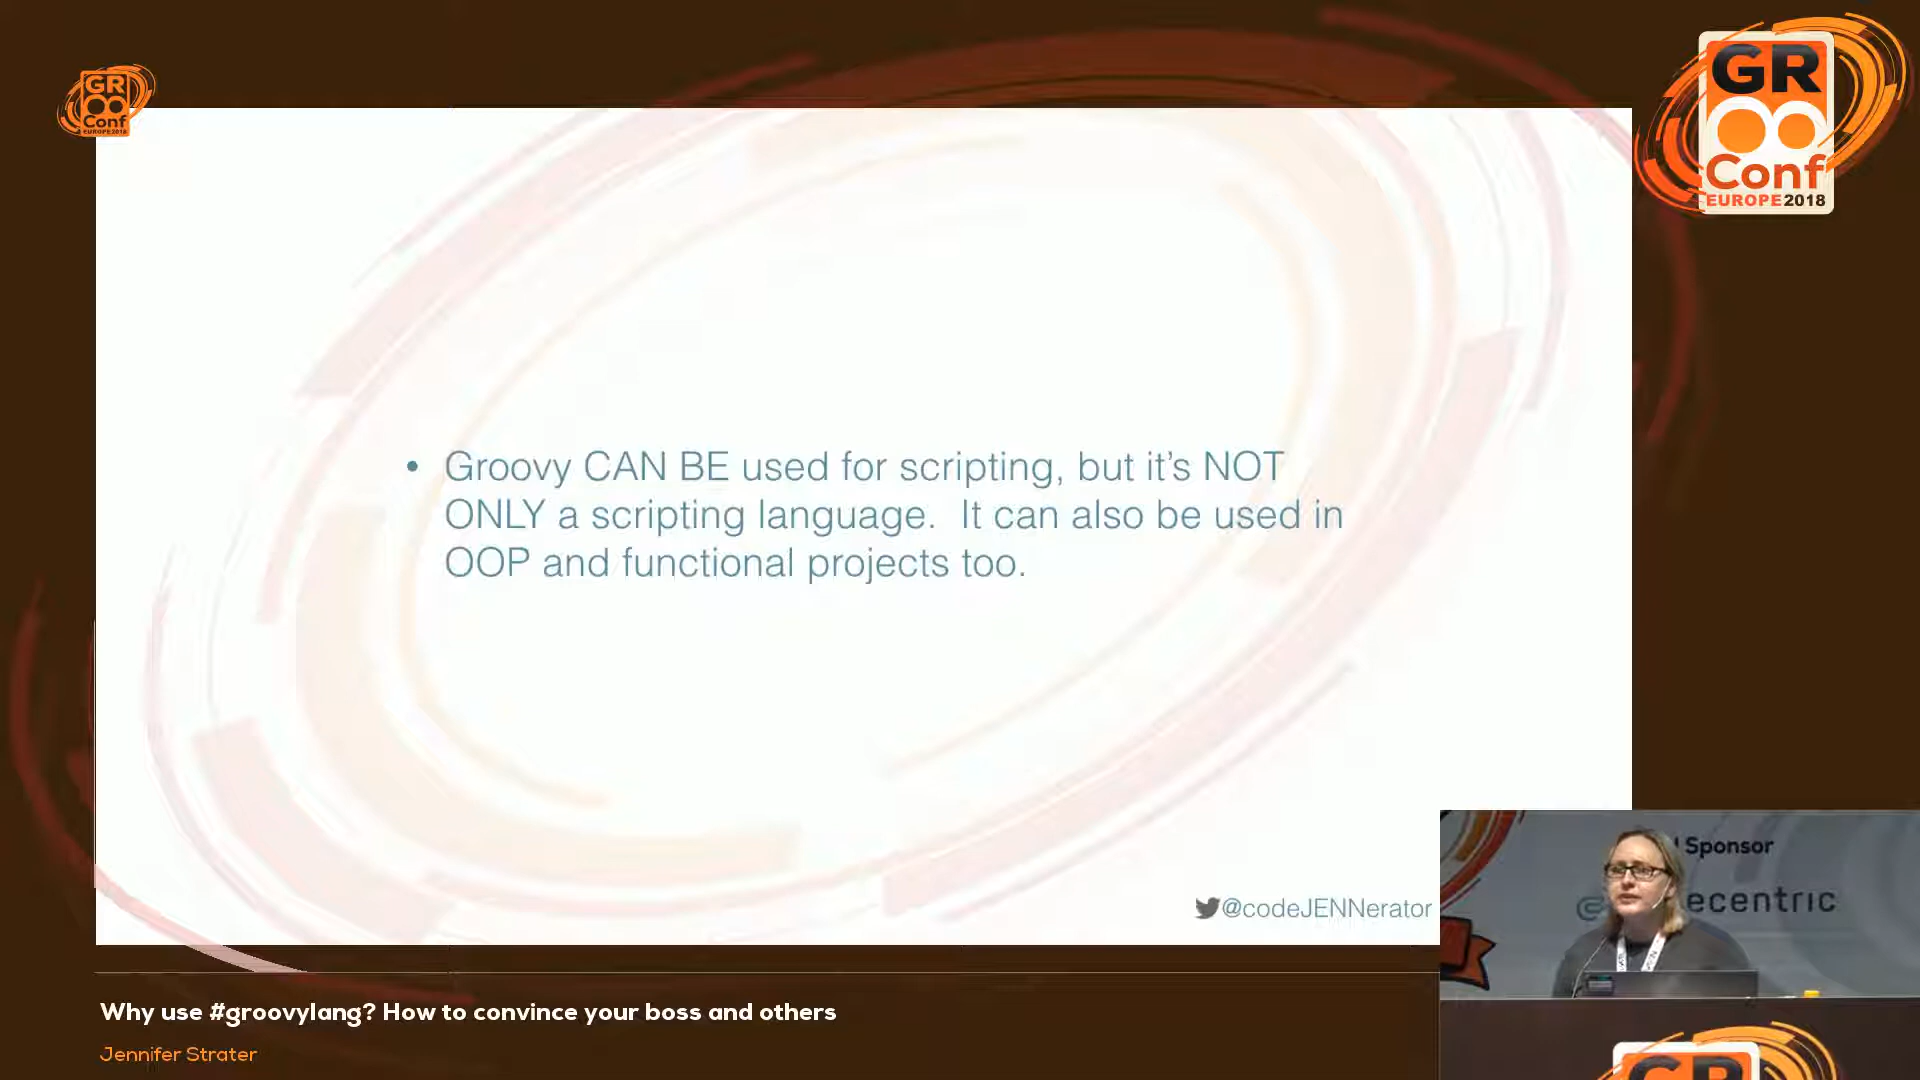 GR
Conf
EUROPE 2018
GR
Conf
EUROPE 2018
• Groovy CAN BE used for scripting, but it’s NOT
ONLY a scripting language.  It can also be used in
OOP and functional projects too.
@codeJENNerator
Sponsor
ecentric
Why use #groovylang? How to convince your boss and others
Jennifer Strater